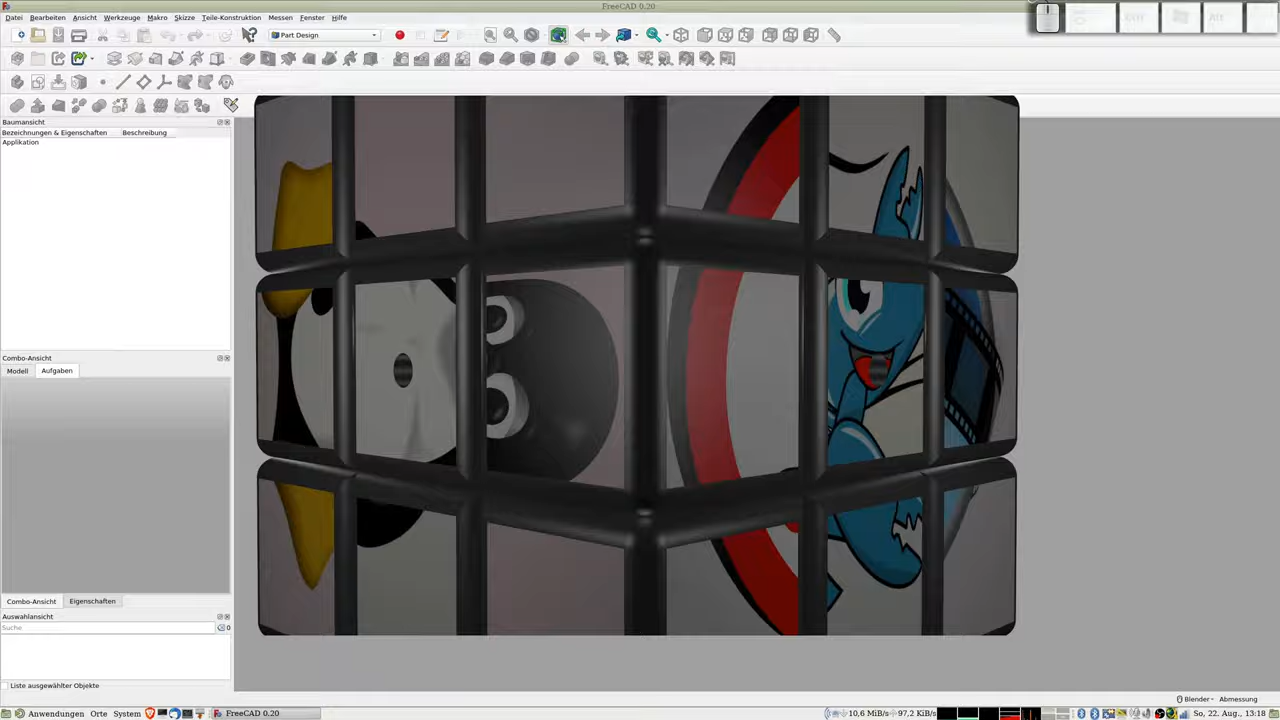 FreeCAD 0.20
Datei Bearbeiten Ansicht Werkzeuge Makro Skizze Teile-Konstruktion Messen Fenster Hilfe
Part Design
Baumansicht
Bezeichnungen & Eigenschaften Beschreibung
Applikation
Combo-Ansicht
Modell Aufgaben
Combo-Ansicht Eigenschaften
Auswahlansicht
Suche 0
Liste ausgewählter Objekte
Blender Abmessung
Anwendungen Orte System FreeCAD 0.20 10,6 MiB/s 97,2 KiB/s So, 22. Aug., 13:18